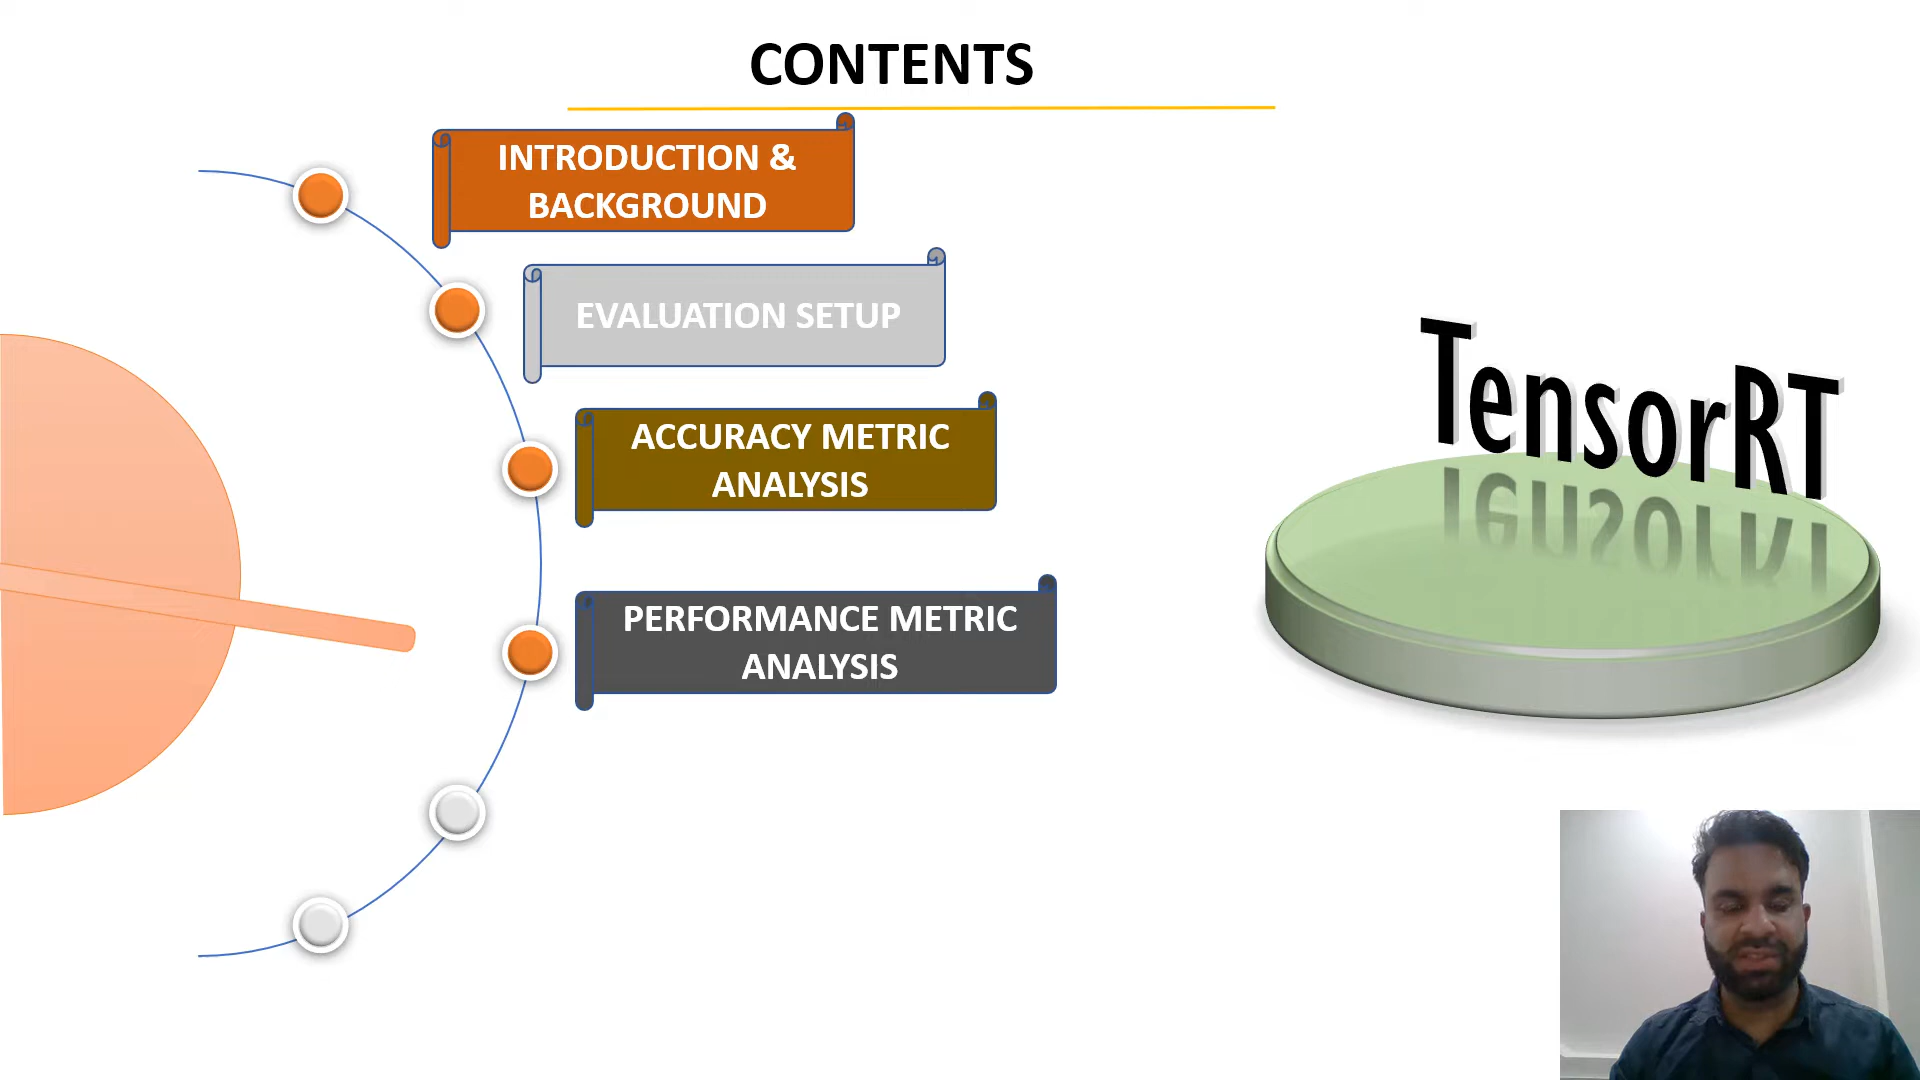 CONTENTS
INTRODUCTION &
BACKGROUND
EVALUATION SETUP
ACCURACY METRIC
ANALYSIS
PERFORMANCE METRIC
ANALYSIS
TensorRT